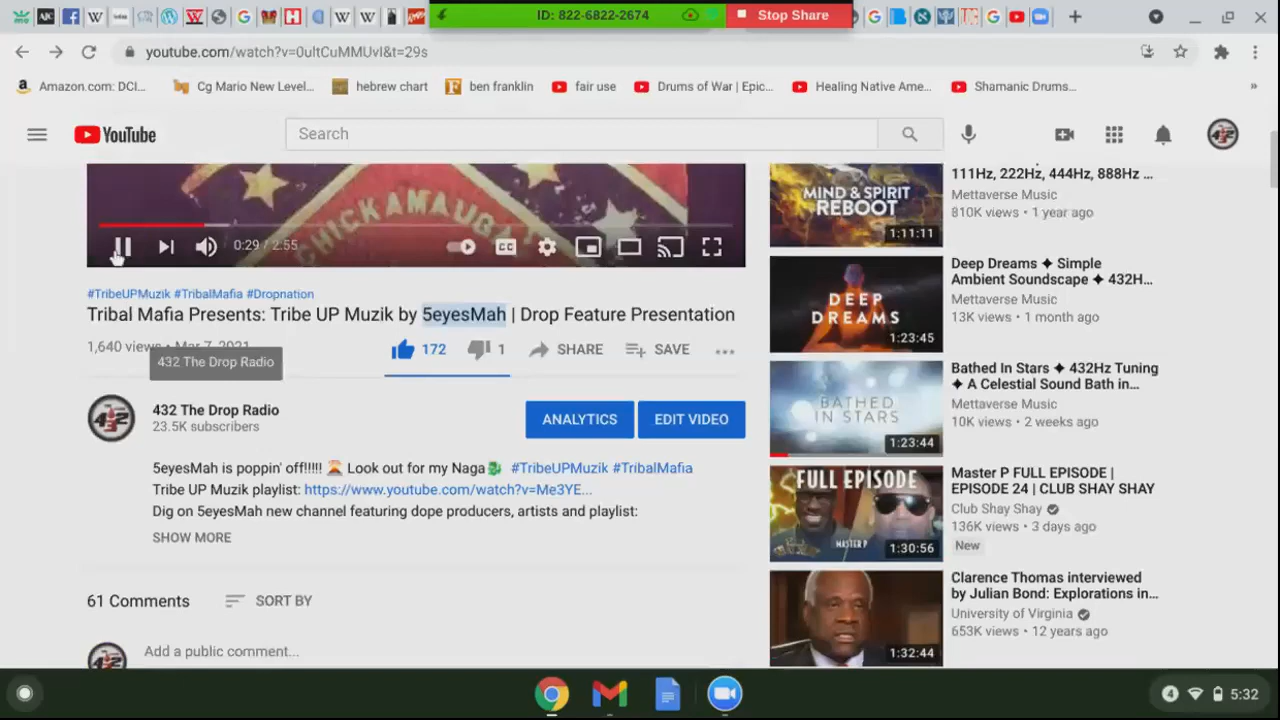 ID: 822-6822-2674
Stop Share
youtube.com/watch?v=0ultCuMMUvI&t=29s
Amazon.com: DCI...
Cg Mario New Level...
hebrew chart
ben franklin
fair use
Drums of War | Epic...
Healing Native Ame...
Shamanic Drums...
»
YouTube
Search
432
CHICKAMAUGA
0:29 / 2:55
CC
#TribeUPMuzik #TribalMafia #Dropnation
Tribal Mafia Presents: Tribe UP Muzik by 5eyesMah | Drop Feature Presentation
1,640 views • Mar 7, 2021
432 The Drop Radio
172
1
SHARE
SAVE
432
432 The Drop Radio
23.5K subscribers
ANALYTICS
EDIT VIDEO
5eyesMah is poppin' off!!!!! 🌋 Look out for my Naga🐉 #TribeUPMuzik #TribalMafia
Tribe UP Muzik playlist: https://www.youtube.com/watch?v=Me3YE...
Dig on 5eyesMah new channel featuring dope producers, artists and playlist:
SHOW MORE
61 Comments
SORT BY
Add a public comment...
MIND & SPIRIT
REBOOT
1:11:11
111Hz, 222Hz, 444Hz, 888Hz ...
Mettaverse Music
810K views • 1 year ago
DEEP
DREAMS
1:23:45
Deep Dreams ✦ Simple
Ambient Soundscape ✦ 432H...
Mettaverse Music
13K views • 1 month ago
BATHED
IN STARS
1:23:44
Bathed In Stars ✦ 432Hz Tuning
✦ A Celestial Sound Bath in...
Mettaverse Music
10K views • 2 weeks ago
FULL EPISODE
MASTER P
1:30:56
Master P FULL EPISODE |
EPISODE 24 | CLUB SHAY SHAY
Club Shay Shay
136K views • 3 days ago
New
1:32:44
Clarence Thomas interviewed
by Julian Bond: Explorations in...
University of Virginia
653K views • 12 years ago
4
5:32